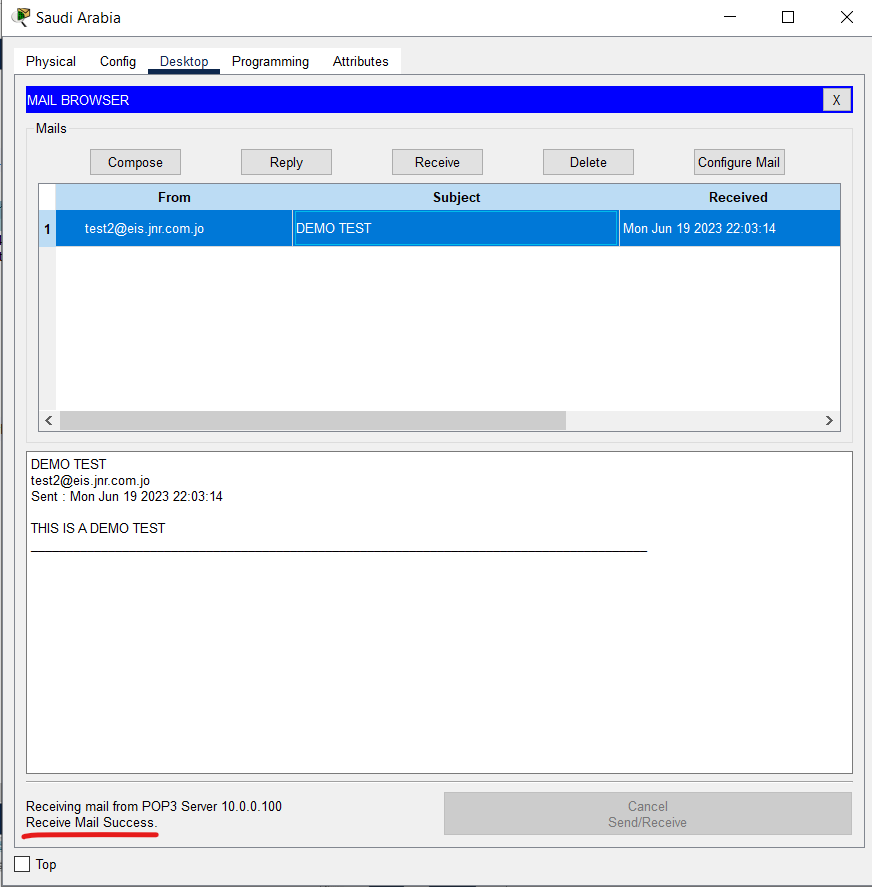 Saudi Arabia
Physical Config Desktop Programming Attributes
MAIL BROWSER X
Mails
Compose Reply Receive Delete Configure Mail
From Subject Received
1 test2@eis.jnr.com.jo DEMO TEST Mon Jun 19 2023 22:03:14
DEMO TEST
test2@eis.jnr.com.jo
Sent : Mon Jun 19 2023 22:03:14
THIS IS A DEMO TEST
Receiving mail from POP3 Server 10.0.0.100
Receive Mail Success.
Cancel
Send/Receive
Top